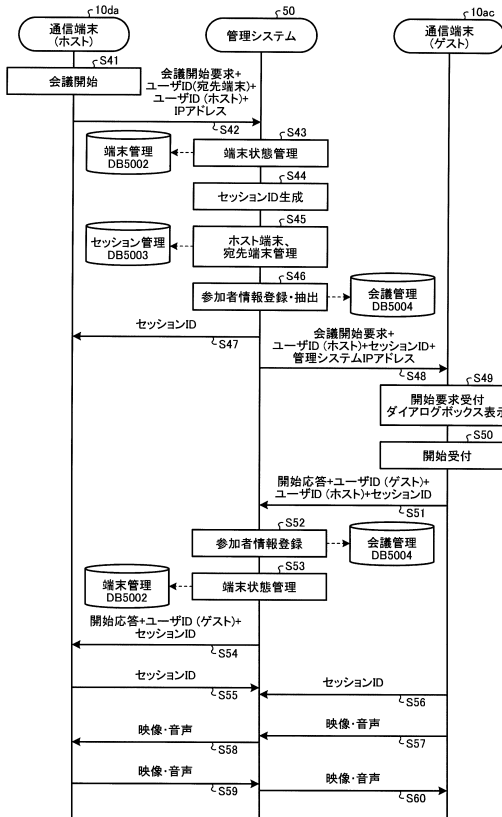 10da
通信端末
(ホスト)
50
管理システム
10ac
通信端末
(ゲスト)
S41
会議開始
会議開始要求+
ユーザID(宛先端末)+
ユーザID(ホスト)+
IPアドレス
S42
S43
端末状態管理
端末管理
DB5002
S44
セッションID生成
S45
ホスト端末、
宛先端末管理
セッション管理
DB5003
S46
参加者情報登録・抽出
会議管理
DB5004
セッションID
S47
会議開始要求+
ユーザID(ホスト)+セッションID+
管理システムIPアドレス
S48
S49
開始要求受付
ダイアログボックス表示
S50
開始受付
開始応答+ユーザID(ゲスト)+
ユーザID(ホスト)+セッションID
S51
S52
参加者情報登録
会議管理
DB5004
S53
端末状態管理
端末管理
DB5002
開始応答+ユーザID(ゲスト)+
セッションID
S54
セッションID
S55
セッションID
S56
映像・音声
S57
映像・音声
S58
映像・音声
S59
映像・音声
S60